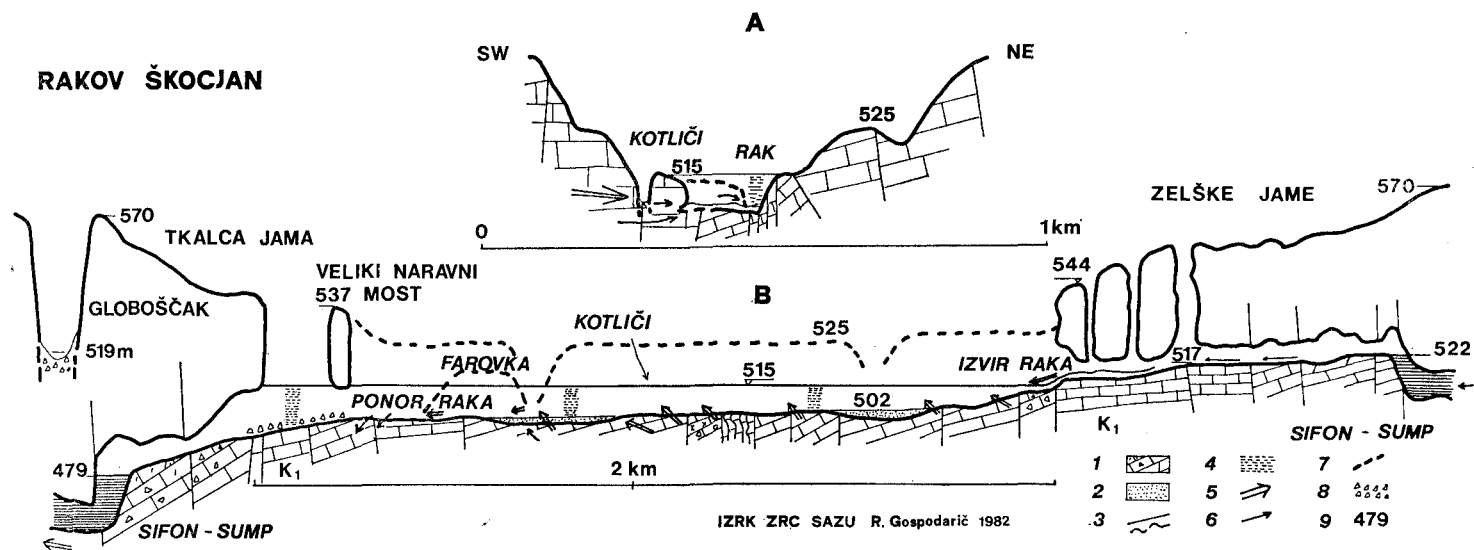 A
SW
NE
RAKOV ŠKOCJAN
525
KOTLIČI
RAK
515
0
1km
ZELŠKE JAME
570
570
TKALCA JAMA
VELIKI NARAVNI
537 MOST
544
B
GLOBOŠČAK
KOTLIČI
525
519m
FAROVKA
515
IZVIR RAKA
517
522
PONOR RAKA
502
K1
K1
SIFON - SUMP
479
2 km
1
4
7
2
5
8
3
6
9 479
SIFON - SUMP
IZRK ZRC SAZU R. Gospodarič 1982